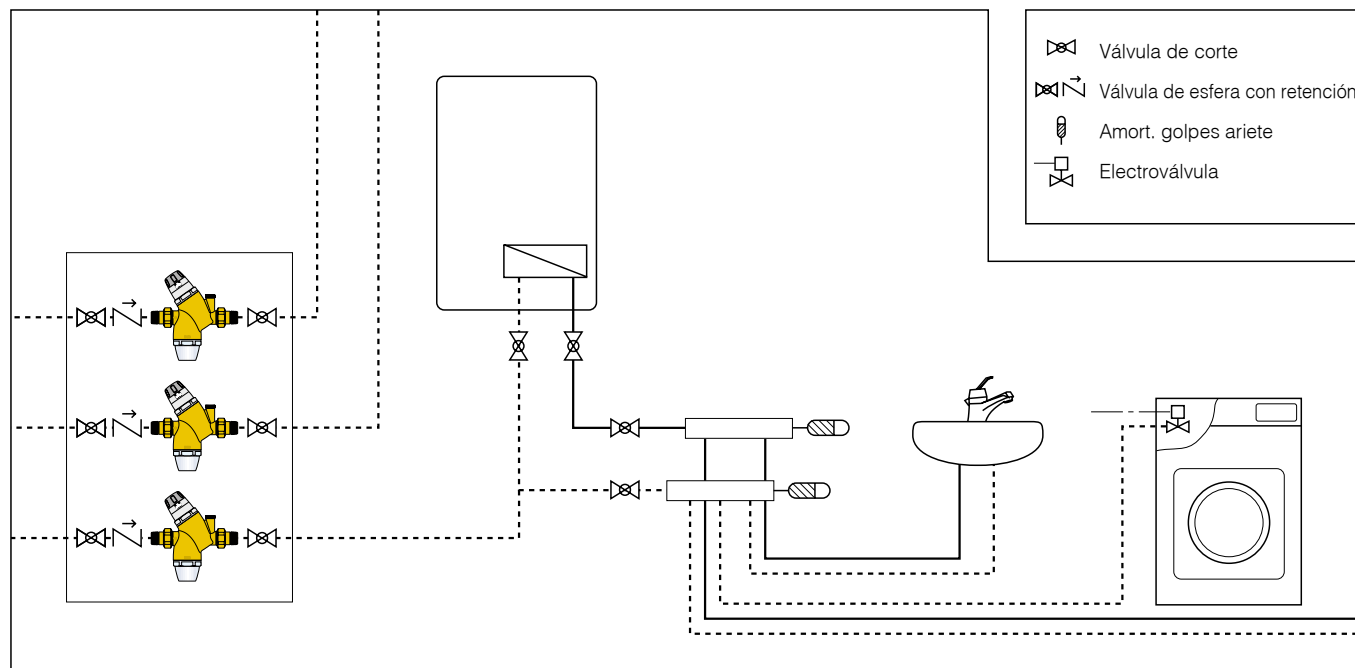 Válvula de corte
Válvula de esfera con retención
Amort. golpes ariete
Electroválvula